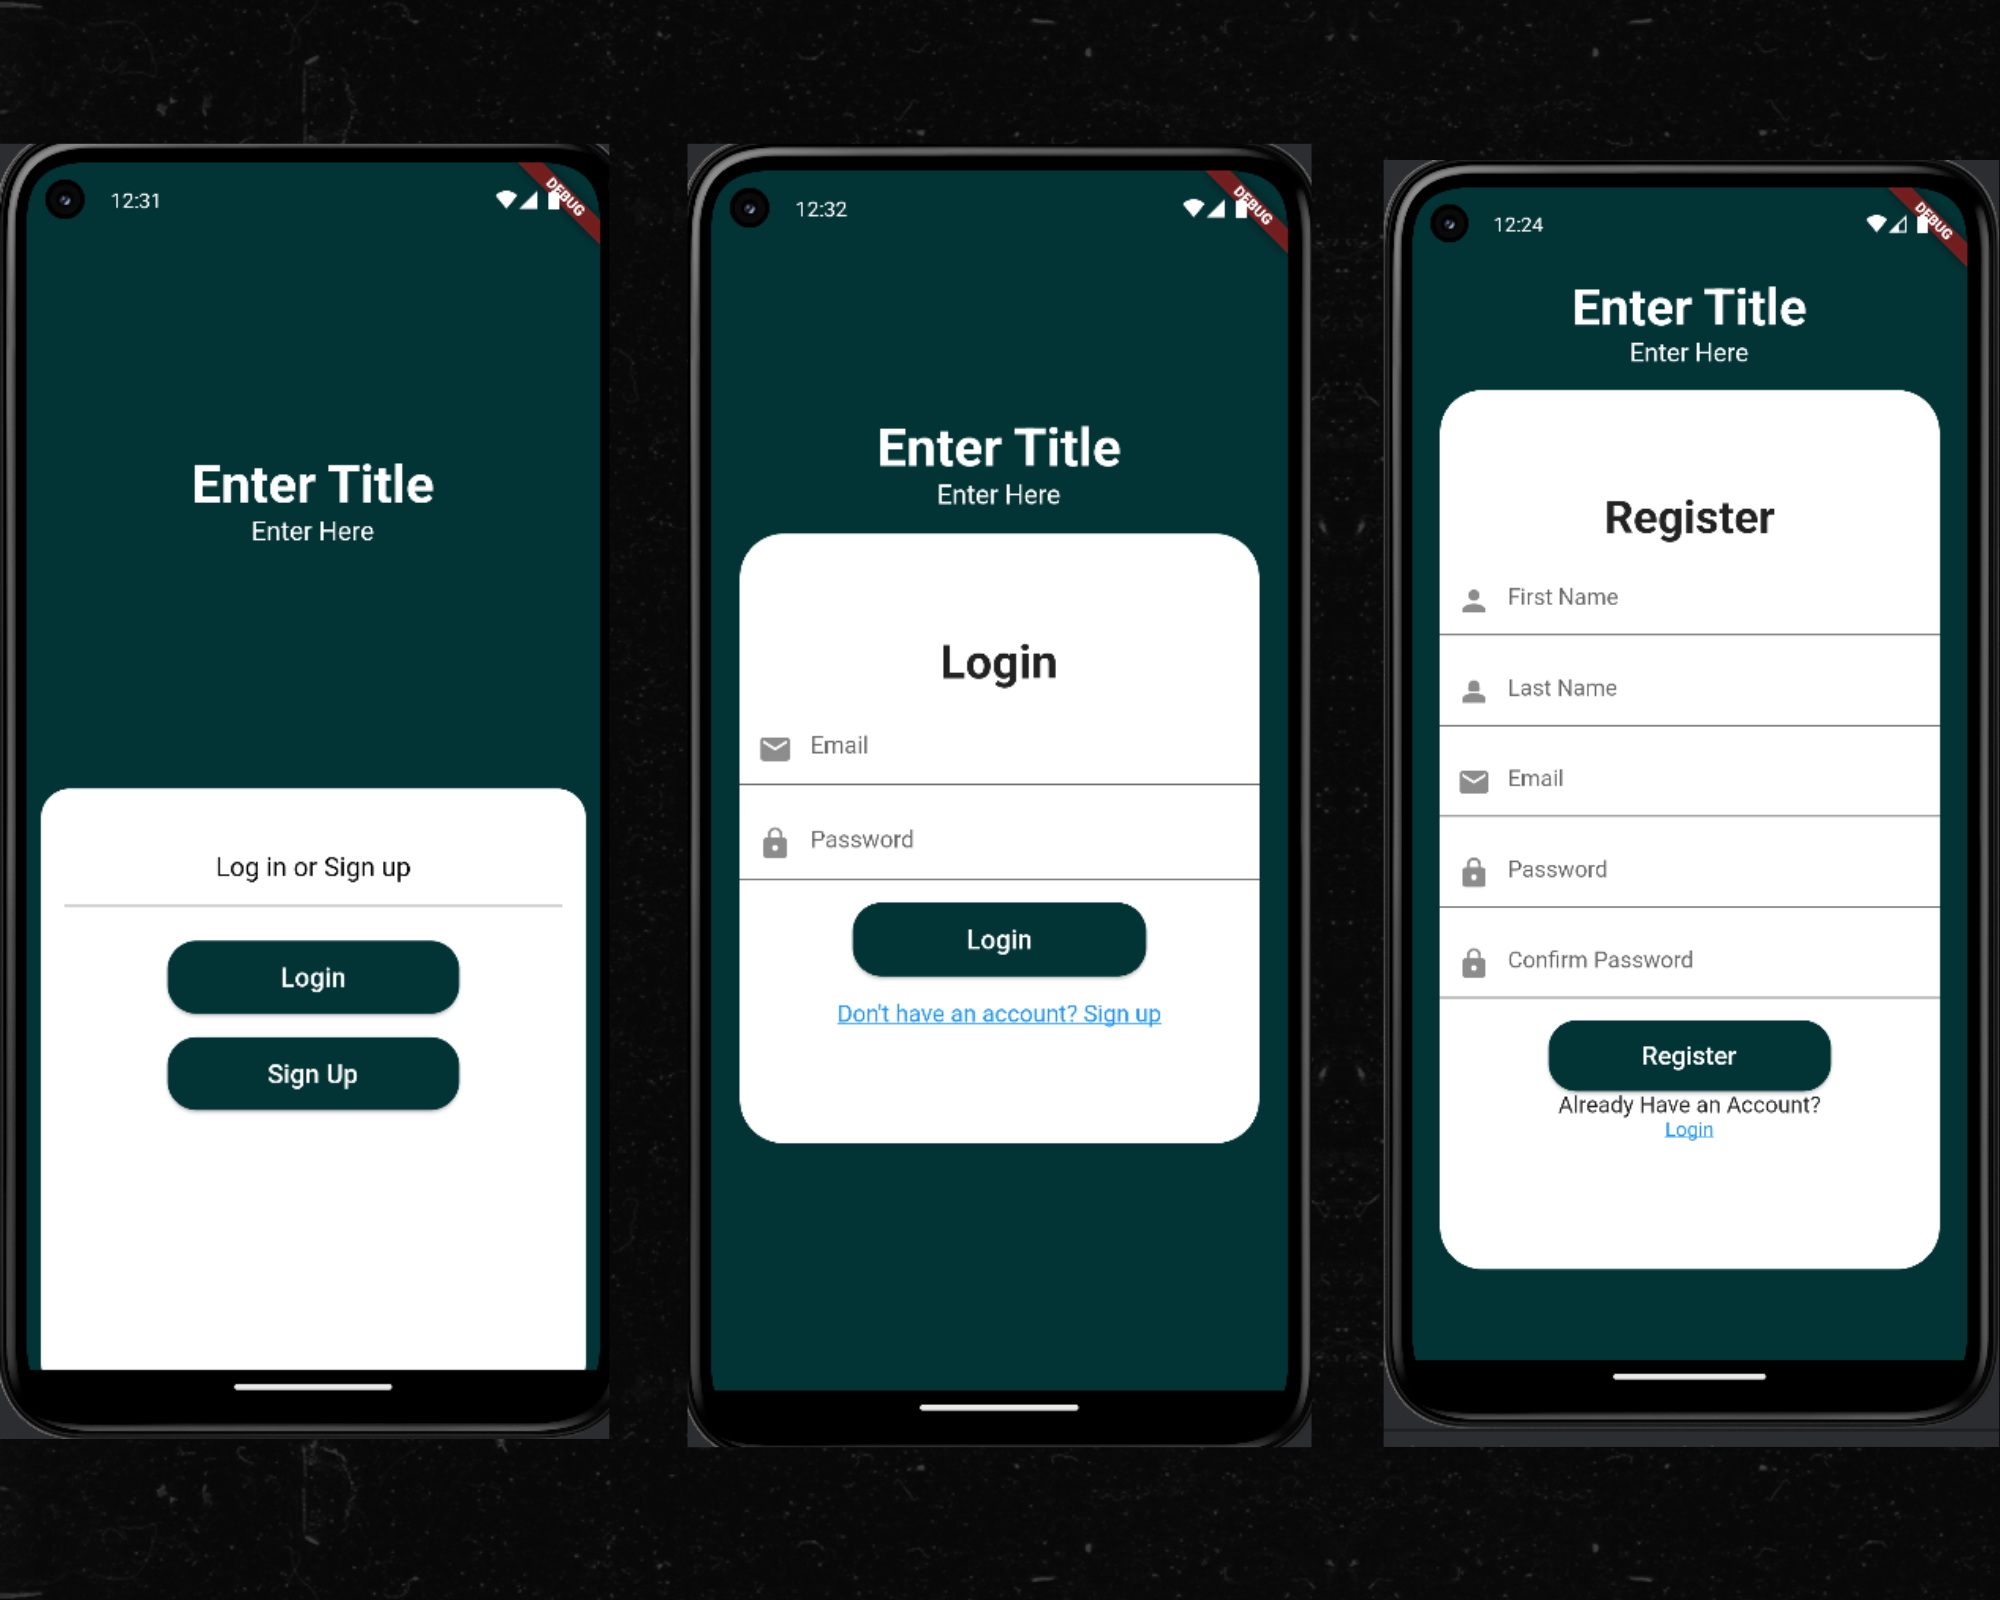 12:31
DEBUG
Enter Title
Enter Here
Log in or Sign up
Login
Sign Up
12:32
DEBUG
Enter Title
Enter Here
Login
Email
Password
Login
Don't have an account? Sign up
12:24
DEBUG
Enter Title
Enter Here
Register
First Name
Last Name
Email
Password
Confirm Password
Register
Already Have an Account?
Login